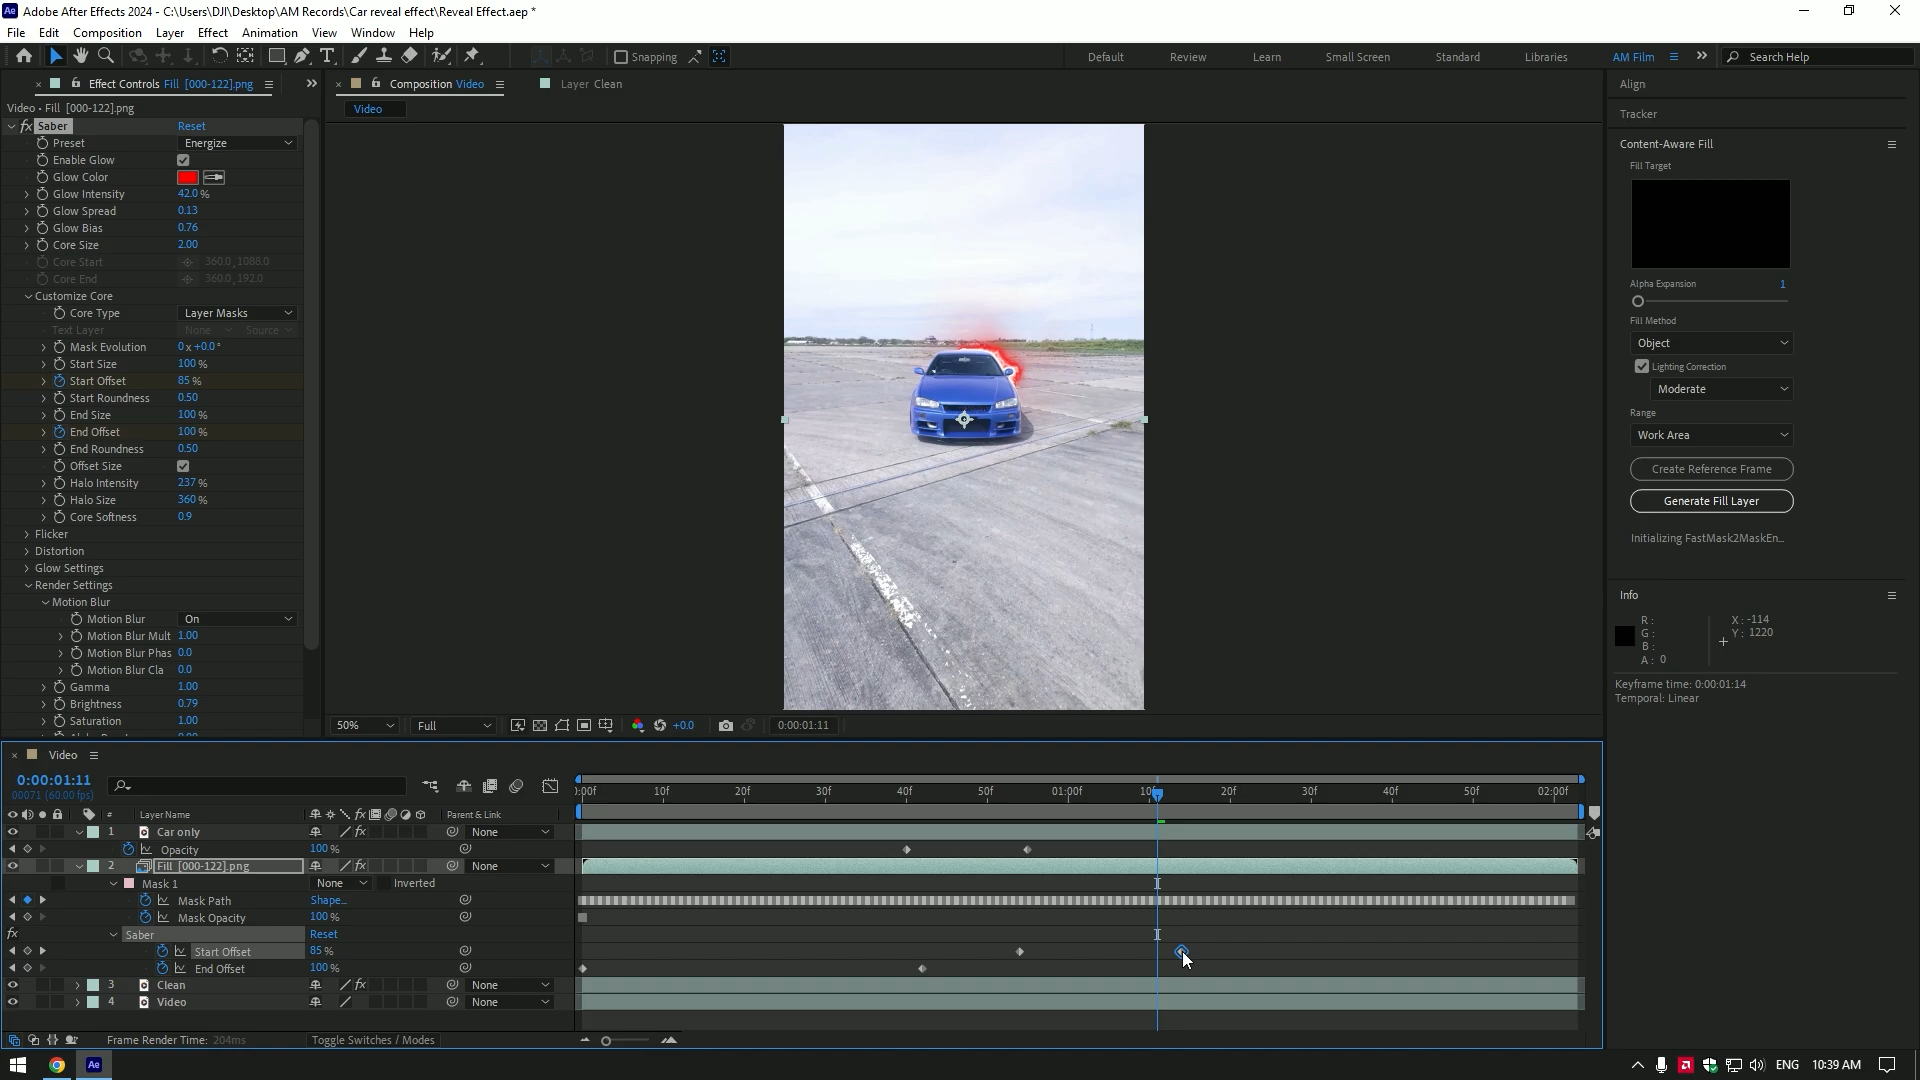 Adobe After Effects 2024 - C:\Users\DJI\Desktop\AM Records\Car reveal effect\Reveal Effect.aep *
File Edit Composition Layer Effect Animation View Window Help
Snapping Default Review Learn Small Screen Standard Libraries AM Film Search Help
Effect Controls Fill [000-122].png
Composition Video
Layer Clean
Video
Video • Fill [000-122].png
fx Saber Reset
Preset Energize
Enable Glow
Glow Color
Glow Intensity 42.0 %
Glow Spread 0.13
Glow Bias 0.76
Core Size 2.00
Core Start 360.0,1088.0
Core End 360.0,192.0
Customize Core
Core Type Layer Masks
Text Layer None Source
Mask Evolution 0x+0.0°
Start Size 100 %
Start Offset 85 %
Start Roundness 0.50
End Size 100 %
End Offset 100 %
End Roundness 0.50
Offset Size
Halo Intensity 237 %
Halo Size 360 %
Core Softness 0.9
Flicker
Distortion
Glow Settings
Render Settings
Motion Blur
Motion Blur On
Motion Blur Mult 1.00
Motion Blur Phas 0.0
Motion Blur Cla 0.0
Gamma 1.00
Brightness 0.79
Saturation 1.00
50% Full +0.0 0:00:01:11
Align
Tracker
Content-Aware Fill
Fill Target
Alpha Expansion 1
Fill Method
Object
Lighting Correction
Moderate
Range
Work Area
Create Reference Frame
Generate Fill Layer
Initializing FastMask2MaskEn...
Info
R :
G :
B :
A : 0
X : -114
Y : 1220
Keyframe time: 0:00:01:14
Temporal: Linear
Video
0:00:01:11
00071 (60.00 fps)
:00f 10f 20f 30f 40f 50f 01:00f 10 20f 30f 40f 02:00f
# Layer Name fx Parent & Link
1 Car only fx None
Opacity 100 %
2 Fill [000-122].png fx None
Mask 1 None Inverted
Mask Path Shape...
Mask Opacity 100 %
fx Saber Reset
Start Offset 85 %
End Offset 100 %
3 Clean fx None
4 Video None
Frame Render Time: 204ms Toggle Switches / Modes
Ae ENG 10:39 AM